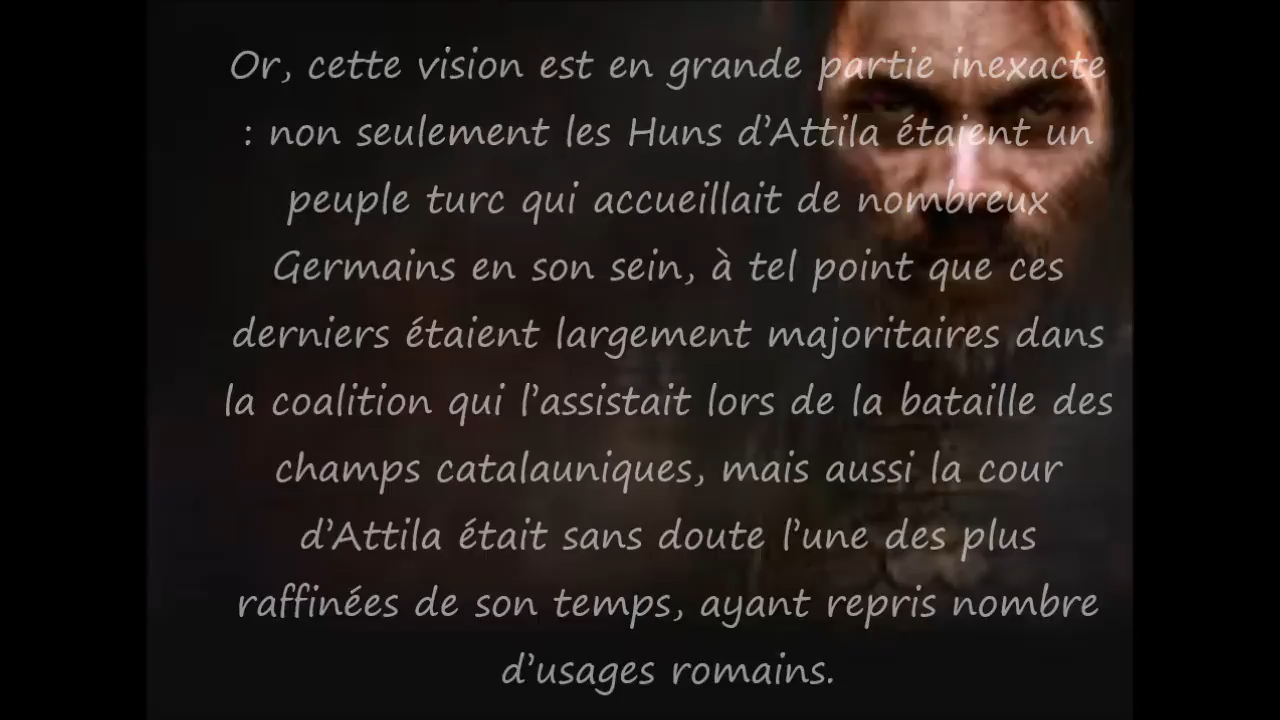 Or, cette vision est en grande partie inexacte
: non seulement les Huns d’Attila étaient un
peuple turc qui accueillait de nombreux
Germains en son sein, à tel point que ces
derniers étaient largement majoritaires dans
la coalition qui l’assistait lors de la bataille des
champs catalauniques, mais aussi la cour
d’Attila était sans doute l’une des plus
raffinées de son temps, ayant repris nombre
d’usages romains.